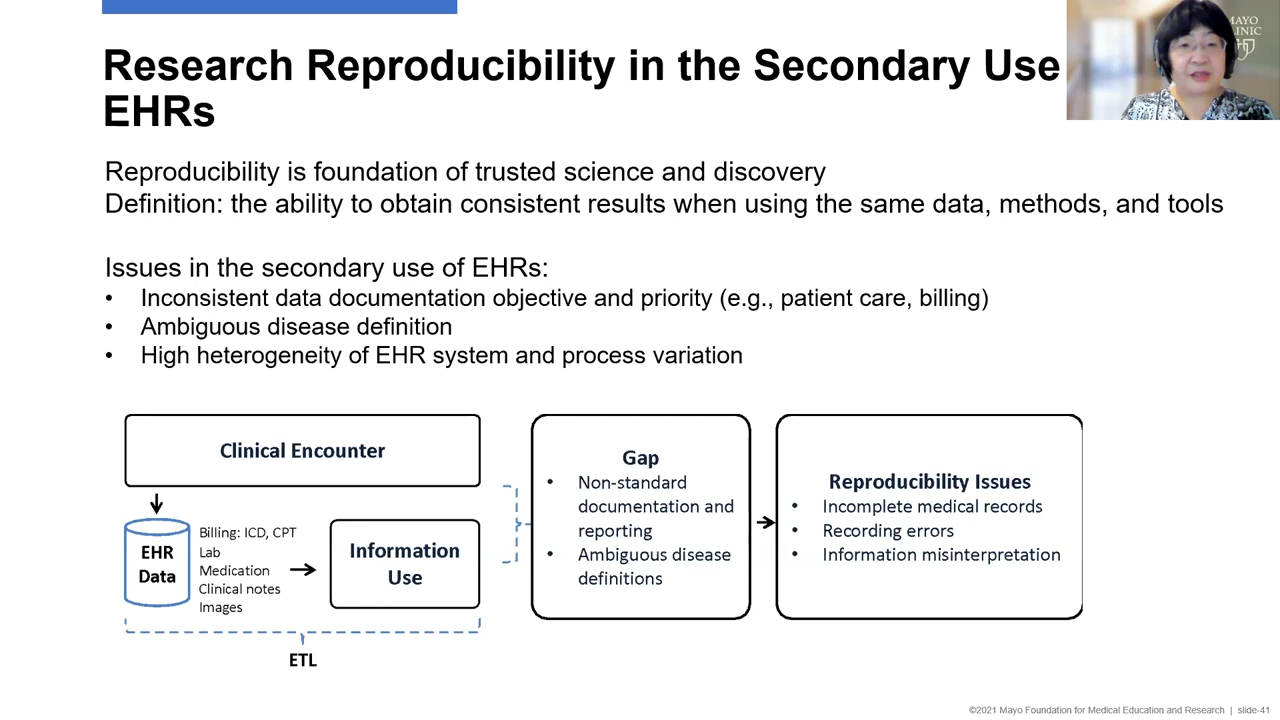 Research Reproducibility in the Secondary Use
EHRs
Reproducibility is foundation of trusted science and discovery
Definition: the ability to obtain consistent results when using the same data, methods, and tools
Issues in the secondary use of EHRs:
• Inconsistent data documentation objective and priority (e.g., patient care, billing)
• Ambiguous disease definition
• High heterogeneity of EHR system and process variation
Clinical Encounter
EHR
Data
Billing: ICD, CPT
Lab
Medication
Clinical notes
Images
Information
Use
ETL
Gap
• Non-standard
documentation and
reporting
• Ambiguous disease
definitions
Reproducibility Issues
• Incomplete medical records
• Recording errors
• Information misinterpretation
©2021 Mayo Foundation for Medical Education and Research | slide-41